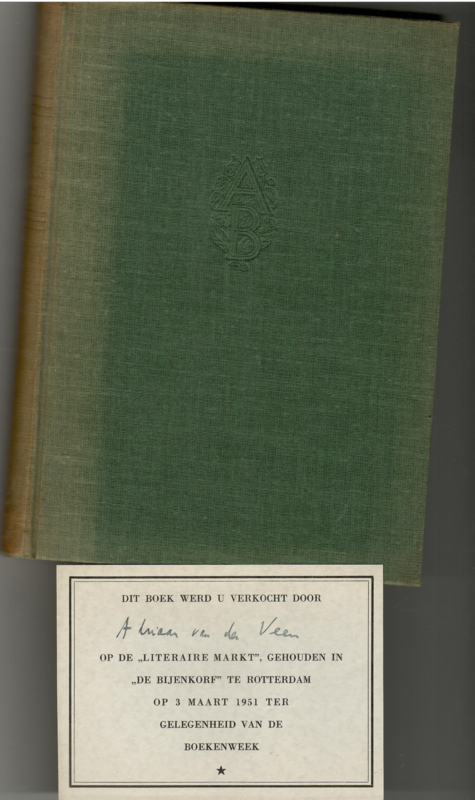 AB
DIT BOEK WERD U VERKOCHT DOOR
Adriaan van der Veen
OP DE „LITERAIRE MARKT”, GEHOUDEN IN
„DE BIJENKORF” TE ROTTERDAM
OP 3 MAART 1951 TER
GELEGENHEID VAN DE
BOEKENWEEK